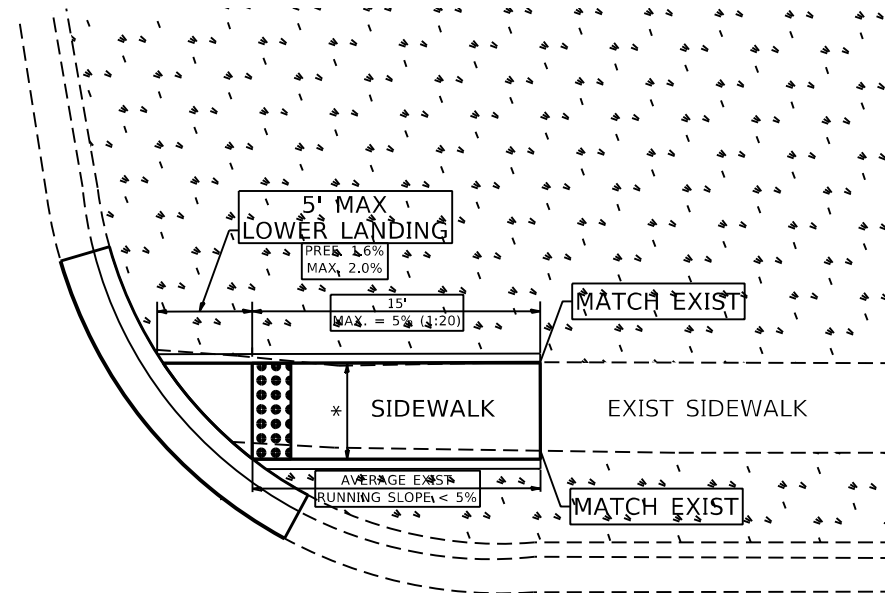 5' MAX
LOWER LANDING
PREF. 1.6%
MAX. 2.0%
15'
MAX. = 5% (1:20)
MATCH EXIST
* SIDEWALK
EXIST SIDEWALK
AVERAGE EXIST
RUNNING SLOPE < 5%
MATCH EXIST